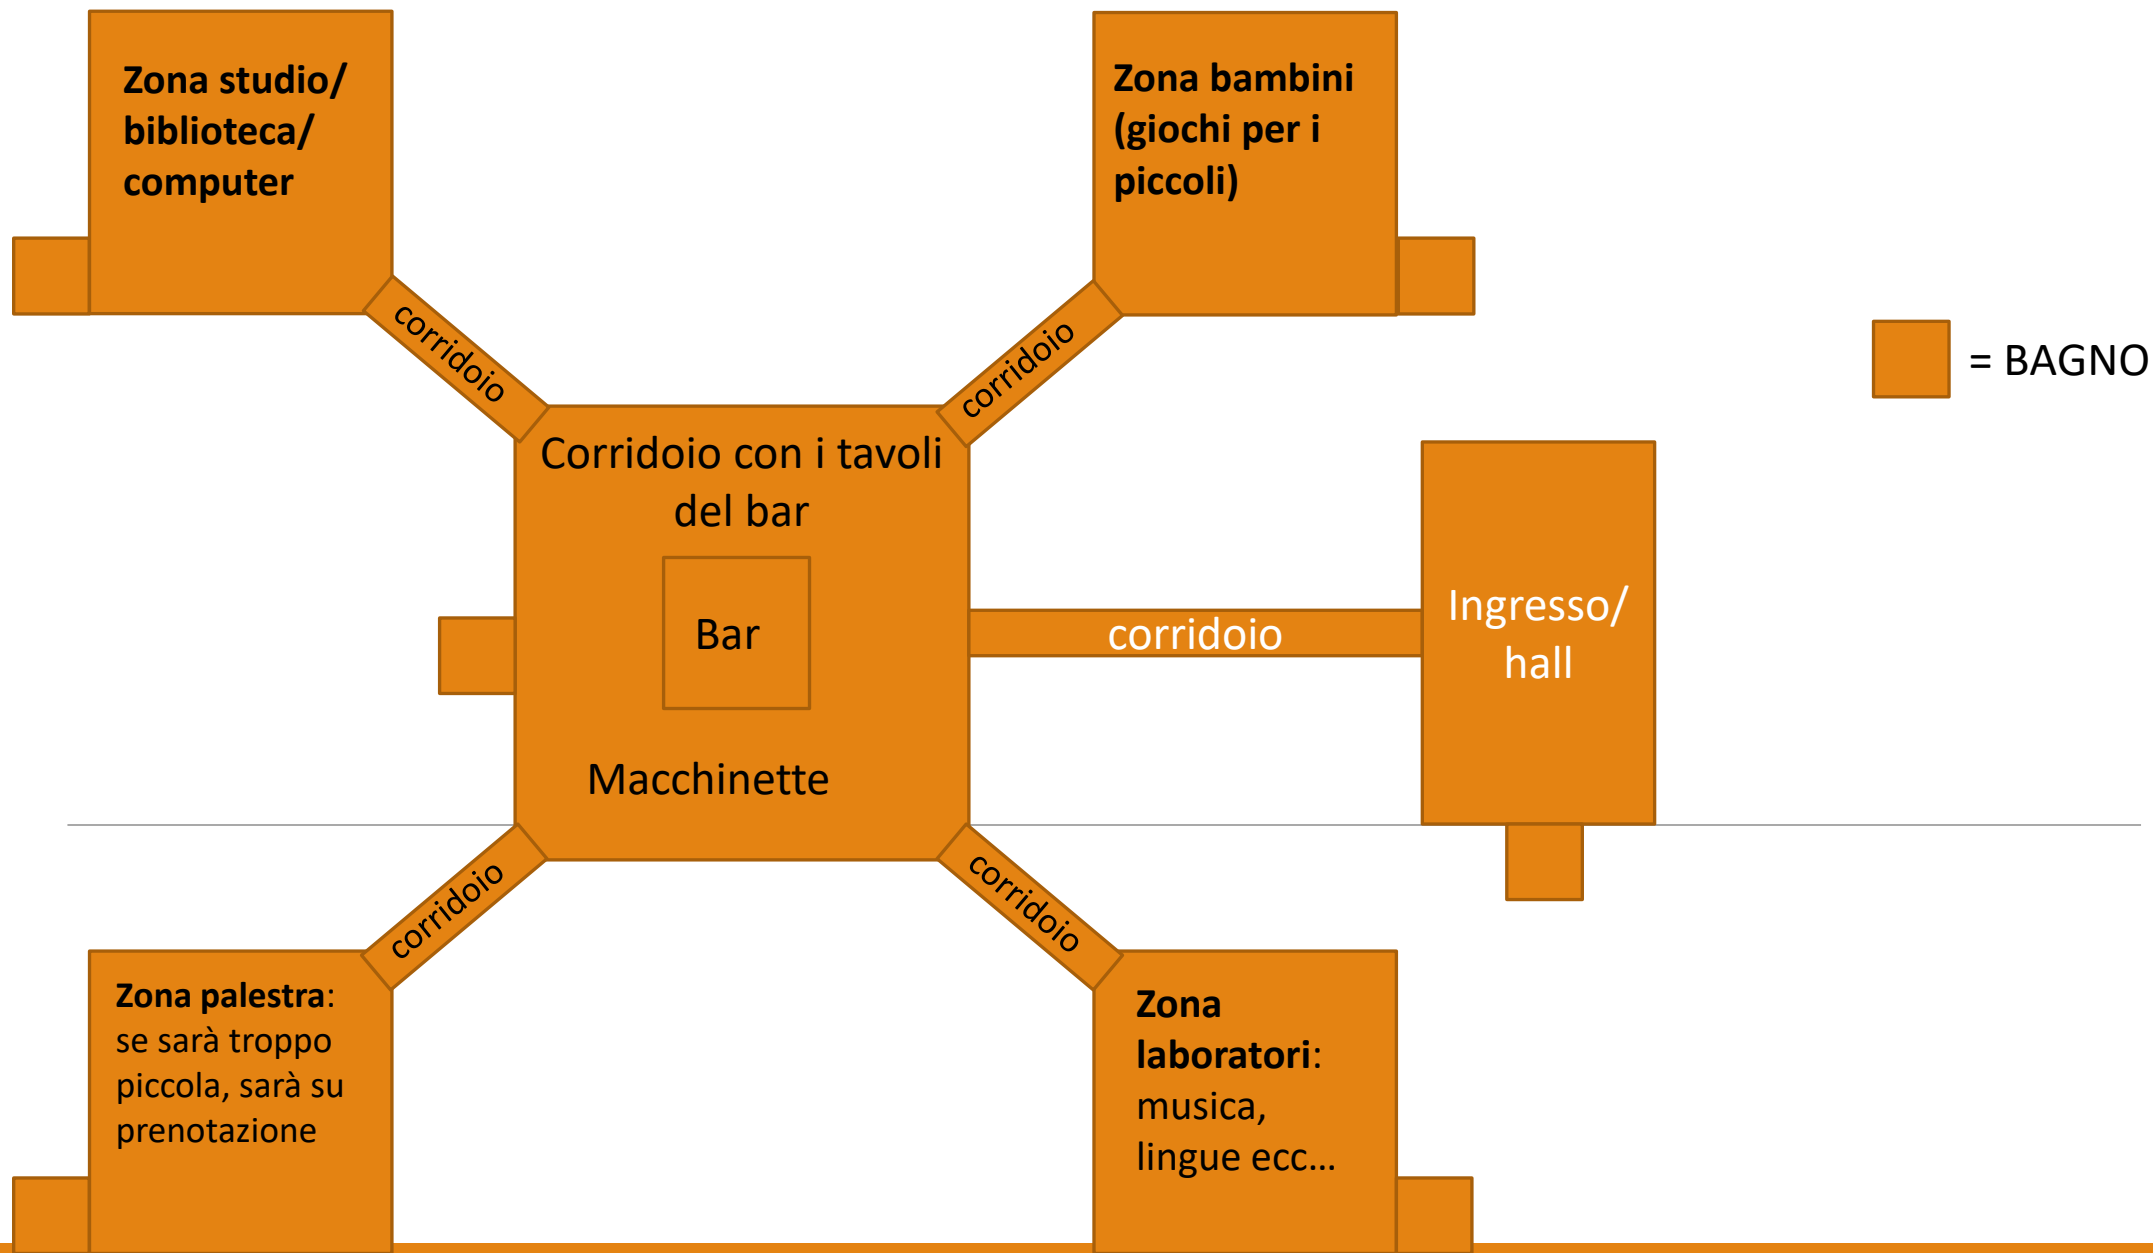 Zona studio/
biblioteca/
computer
Zona bambini
(giochi per i
piccoli)
corridoio
corridoio
= BAGNO
Corridoio con i tavoli
del bar
Bar
corridoio
Ingresso/
hall
Macchinette
corridoio
corridoio
Zona palestra:
se sarà troppo
piccola, sarà su
prenotazione
Zona
laboratori:
musica,
lingue ecc...